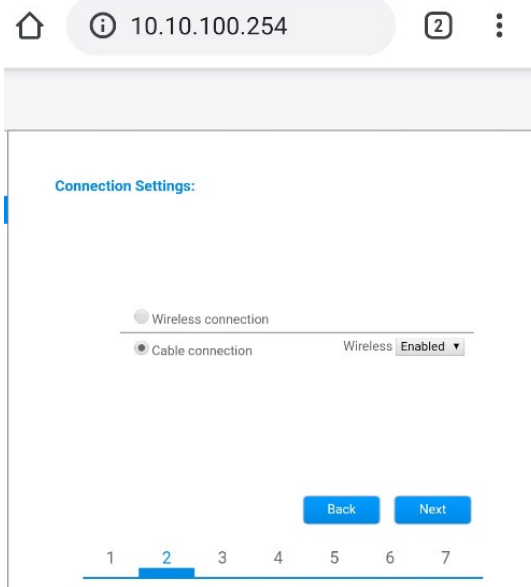 10.10.100.254 2
Connection Settings:
Wireless connection
Cable connection Wireless Enabled
Back Next
1 2 3 4 5 6 7